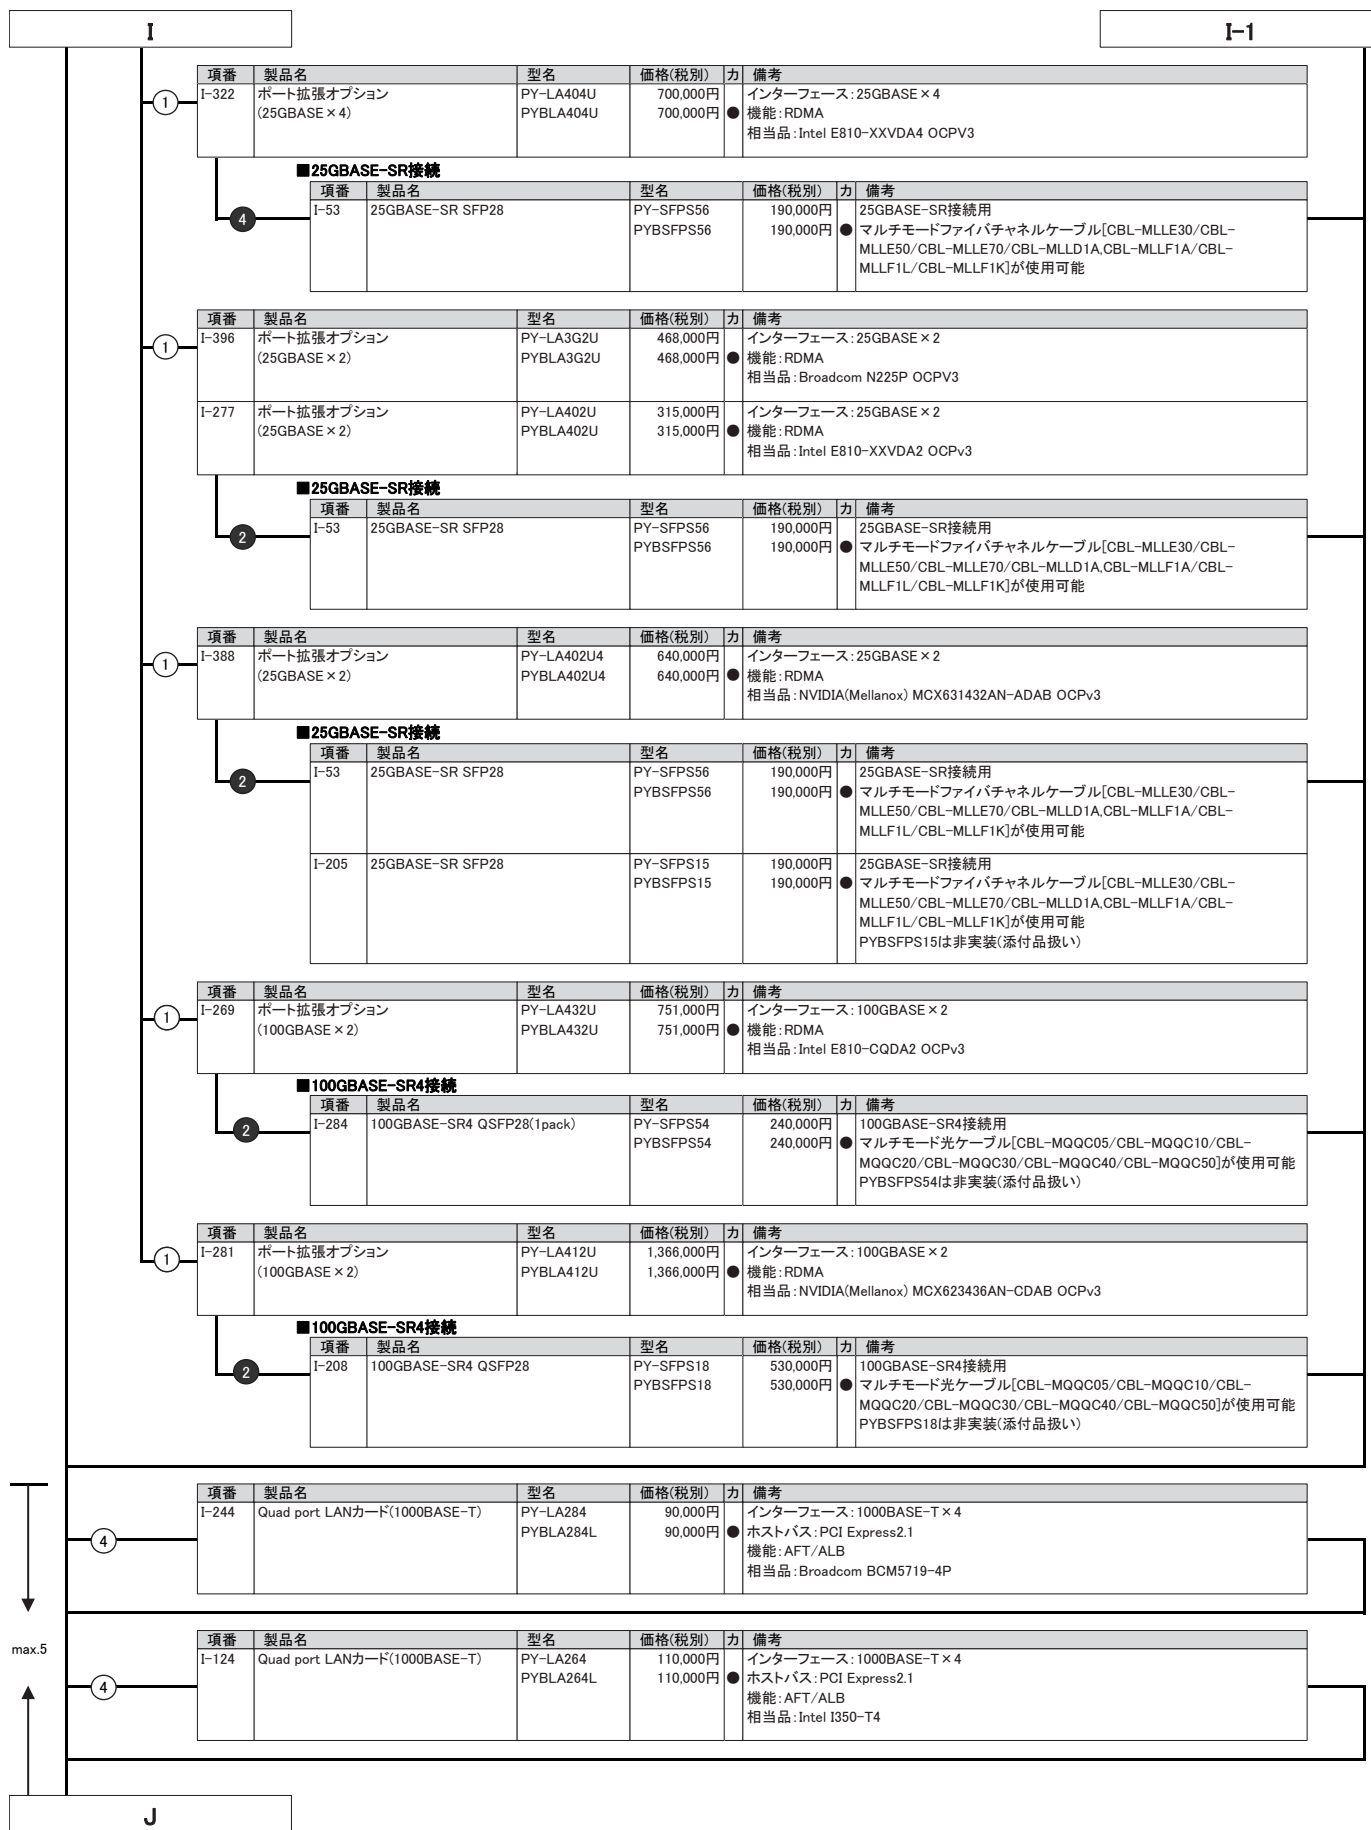 I
I-1
項番 製品名 型名 価格(税別) カ 備考
① I-322 ポート拡張オプション PY-LA404U 700,000円 インターフェース:25GBASE×4
(25GBASE×4) PYBLA404U 700,000円 ● 機能:RDMA
相当品:Intel E810-XXVDA4 OCPV3
■25GBASE-SR接続
項番 製品名 型名 価格(税別) カ 備考
4 I-53 25GBASE-SR SFP28 PY-SFPS56 190,000円 25GBASE-SR接続用
PYBSFPS56 190,000円 ● マルチモードファイバチャネルケーブル[CBL-MLLE30/CBL-
MLLE50/CBL-MLLE70/CBL-MLLD1A,CBL-MLLF1A/CBL-
MLLF1L/CBL-MLLF1K]が使用可能
項番 製品名 型名 価格(税別) カ 備考
① I-396 ポート拡張オプション PY-LA3G2U 468,000円 インターフェース:25GBASE×2
(25GBASE×2) PYBLA3G2U 468,000円 ● 機能:RDMA
相当品:Broadcom N225P OCPV3
I-277 ポート拡張オプション PY-LA402U 315,000円 インターフェース:25GBASE×2
(25GBASE×2) PYBLA402U 315,000円 ● 機能:RDMA
相当品:Intel E810-XXVDA2 OCPv3
■25GBASE-SR接続
項番 製品名 型名 価格(税別) カ 備考
2 I-53 25GBASE-SR SFP28 PY-SFPS56 190,000円 25GBASE-SR接続用
PYBSFPS56 190,000円 ● マルチモードファイバチャネルケーブル[CBL-MLLE30/CBL-
MLLE50/CBL-MLLE70/CBL-MLLD1A,CBL-MLLF1A/CBL-
MLLF1L/CBL-MLLF1K]が使用可能
項番 製品名 型名 価格(税別) カ 備考
① I-388 ポート拡張オプション PY-LA402U4 640,000円 インターフェース:25GBASE×2
(25GBASE×2) PYBLA402U4 640,000円 ● 機能:RDMA
相当品:NVIDIA(Mellanox) MCX631432AN-ADAB OCPv3
■25GBASE-SR接続
項番 製品名 型名 価格(税別) カ 備考
2 I-53 25GBASE-SR SFP28 PY-SFPS56 190,000円 25GBASE-SR接続用
PYBSFPS56 190,000円 ● マルチモードファイバチャネルケーブル[CBL-MLLE30/CBL-
MLLE50/CBL-MLLE70/CBL-MLLD1A,CBL-MLLF1A/CBL-
MLLF1L/CBL-MLLF1K]が使用可能
I-205 25GBASE-SR SFP28 PY-SFPS15 190,000円 25GBASE-SR接続用
PYBSFPS15 190,000円 ● マルチモードファイバチャネルケーブル[CBL-MLLE30/CBL-
MLLE50/CBL-MLLE70/CBL-MLLD1A,CBL-MLLF1A/CBL-
MLLF1L/CBL-MLLF1K]が使用可能
PYBSFPS15は非実装(添付品扱い)
項番 製品名 型名 価格(税別) カ 備考
① I-269 ポート拡張オプション PY-LA432U 751,000円 インターフェース:100GBASE×2
(100GBASE×2) PYBLA432U 751,000円 ● 機能:RDMA
相当品:Intel E810-CQDA2 OCPv3
■100GBASE-SR4接続
項番 製品名 型名 価格(税別) カ 備考
2 I-284 100GBASE-SR4 QSFP28(1pack) PY-SFPS54 240,000円 100GBASE-SR4接続用
PYBSFPS54 240,000円 ● マルチモード光ケーブル[CBL-MQQC05/CBL-MQQC10/CBL-
MQQC20/CBL-MQQC30/CBL-MQQC40/CBL-MQQC50]が使用可能
PYBSFPS54は非実装(添付品扱い)
項番 製品名 型名 価格(税別) カ 備考
① I-281 ポート拡張オプション PY-LA412U 1,366,000円 インターフェース:100GBASE×2
(100GBASE×2) PYBLA412U 1,366,000円 ● 機能:RDMA
相当品:NVIDIA(Mellanox) MCX623436AN-CDAB OCPv3
■100GBASE-SR4接続
項番 製品名 型名 価格(税別) カ 備考
2 I-208 100GBASE-SR4 QSFP28 PY-SFPS18 530,000円 100GBASE-SR4接続用
PYBSFPS18 530,000円 ● マルチモード光ケーブル[CBL-MQQC05/CBL-MQQC10/CBL-
MQQC20/CBL-MQQC30/CBL-MQQC40/CBL-MQQC50]が使用可能
PYBSFPS18は非実装(添付品扱い)
項番 製品名 型名 価格(税別) カ 備考
④ I-244 Quad port LANカード(1000BASE-T) PY-LA284 90,000円 インターフェース:1000BASE-T×4
PYBLA284L 90,000円 ● ホストバス:PCI Express2.1
機能:AFT/ALB
相当品:Broadcom BCM5719-4P
max.5
項番 製品名 型名 価格(税別) カ 備考
④ I-124 Quad port LANカード(1000BASE-T) PY-LA264 110,000円 インターフェース:1000BASE-T×4
PYBLA264L 110,000円 ● ホストバス:PCI Express2.1
機能:AFT/ALB
相当品:Intel I350-T4
J